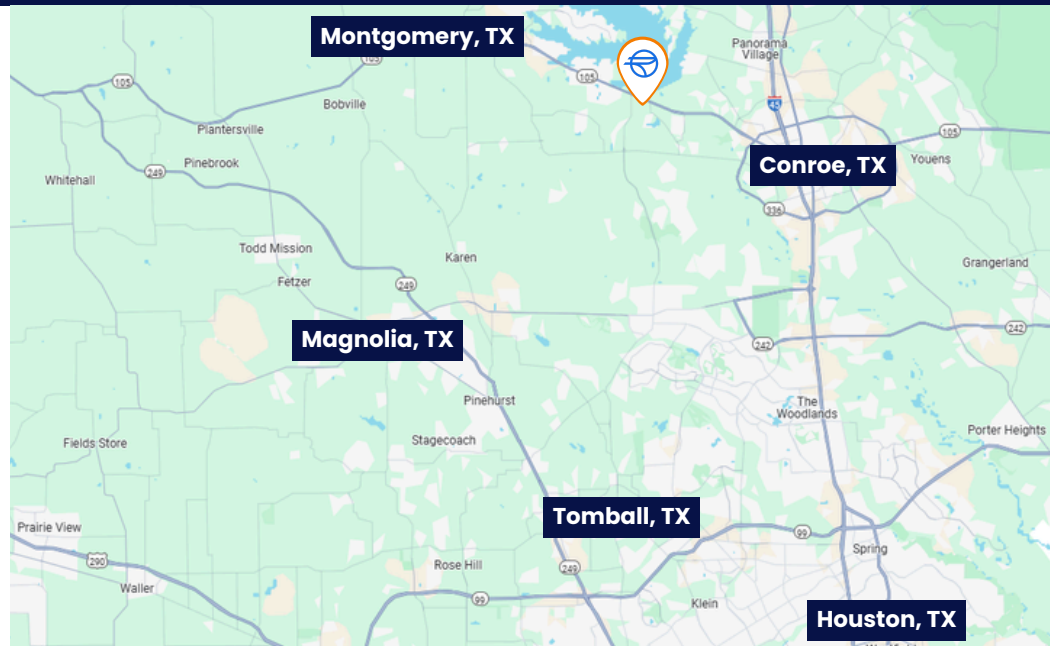 Montgomery, TX
Panorama
Village
105
105
105
Bobville
45
Plantersville
105
Pinebrook
249
Whitehall
Conroe, TX
Youens
336
Todd Mission
Karen
Grangerland
Fetzer
249
Magnolia, TX
242
242
Pinehurst
The
Woodlands
Stagecoach
Porter Heights
Fields Store
Tomball, TX
Prairie View
99
Spring
290
Rose Hill
249
Waller
99
Klein
Houston, TX